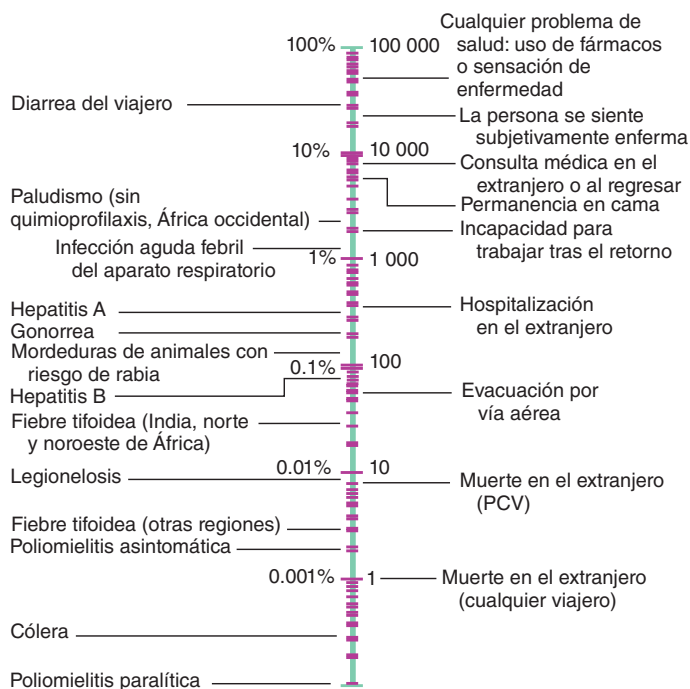 Cualquier problema de
salud: uso de fármacos
o sensación de
enfermedad
100%
100 000
Diarrea del viajero
La persona se siente
subjetivamente enferma
10%
10 000
Consulta médica en el
extranjero o al regresar
Permanencia en cama
Paludismo (sin
quimioprofilaxis, África occidental)
Incapacidad para
trabajar tras el retorno
Infección aguda febril
del aparato respiratorio
1%
1 000
Hepatitis A
Hospitalización
en el extranjero
Gonorrea
Mordeduras de animales con
riesgo de rabia
0.1%
100
Hepatitis B
Evacuación por
vía aérea
Fiebre tifoidea (India, norte
y noroeste de África)
0.01%
10
Legionelosis
Muerte en el extranjero
(PCV)
Fiebre tifoidea (otras regiones)
Poliomielitis asintomática
0.001%
1
Muerte en el extranjero
(cualquier viajero)
Cólera
Poliomielitis paralítica